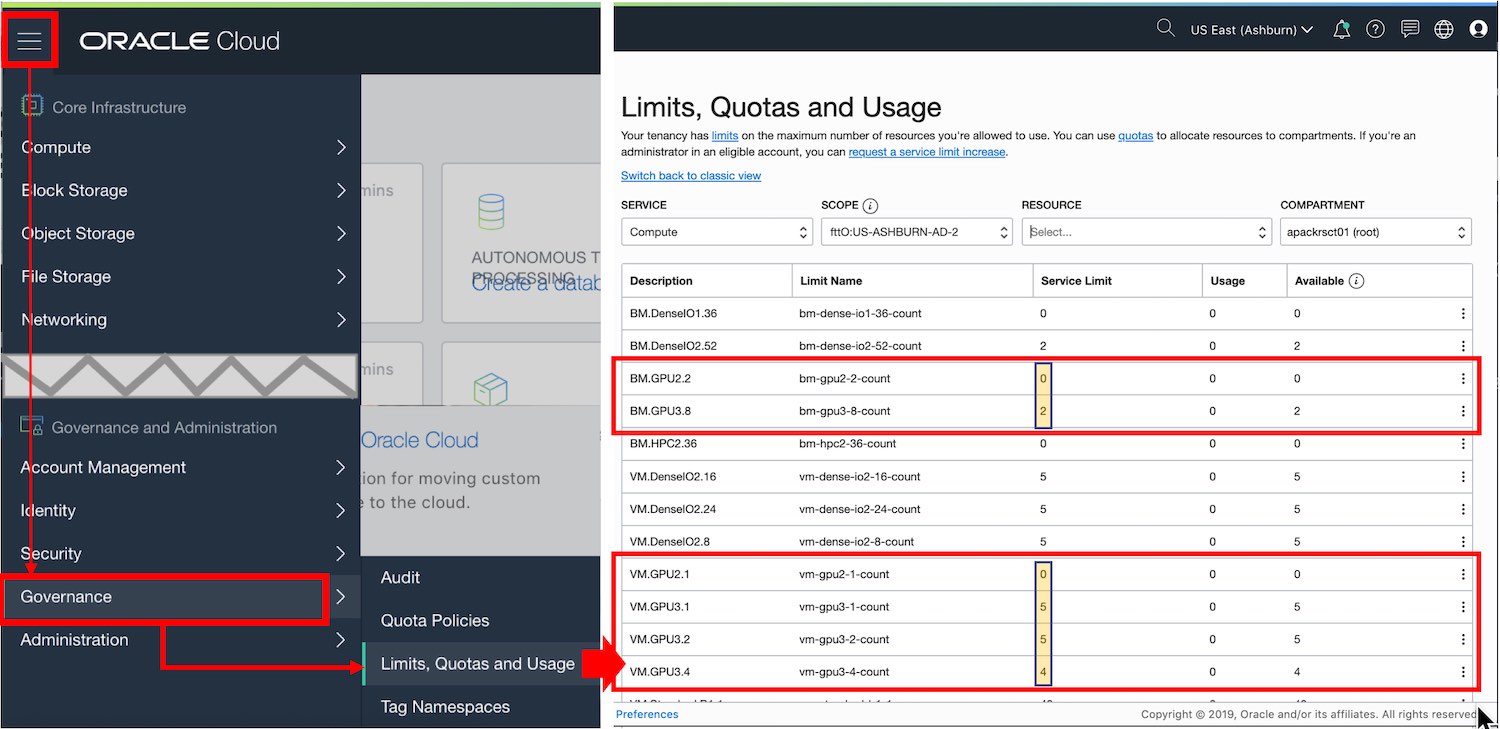 ORACLE Cloud
Core Infrastructure
Compute
Block Storage
Object Storage
File Storage
Networking
Governance and Administration
Account Management
Identity
Security
Governance
Administration
mins
AUTONOMOUS T
PROCESSING
Create a datab
mins
Oracle Cloud
tion for moving custom
e to the cloud.
Audit
Quota Policies
Limits, Quotas and Usage
Tag Namespaces
US East (Ashburn)
Limits, Quotas and Usage
Your tenancy has limits on the maximum number of resources you're allowed to use. You can use quotas to allocate resources to compartments. If you're an
administrator in an eligible account, you can request a service limit increase.
Switch back to classic view
SERVICE SCOPE i RESOURCE COMPARTMENT
Compute fttO:US-ASHBURN-AD-2 Select... apackrsct01 (root)
Description Limit Name Service Limit Usage Available i
BM.DenseIO1.36 bm-dense-io1-36-count 0 0 0
BM.DenseIO2.52 bm-dense-io2-52-count 2 0 2
BM.GPU2.2 bm-gpu2-2-count 0 0 0
BM.GPU3.8 bm-gpu3-8-count 2 0 2
BM.HPC2.36 bm-hpc2-36-count 0 0 0
VM.DenseIO2.16 vm-dense-io2-16-count 5 0 5
VM.DenseIO2.24 vm-dense-io2-24-count 5 0 5
VM.DenseIO2.8 vm-dense-io2-8-count 5 0 5
VM.GPU2.1 vm-gpu2-1-count 0 0 0
VM.GPU3.1 vm-gpu3-1-count 5 0 5
VM.GPU3.2 vm-gpu3-2-count 5 0 5
VM.GPU3.4 vm-gpu3-4-count 4 0 4
Preferences Copyright © 2019, Oracle and/or its affiliates. All rights reserved